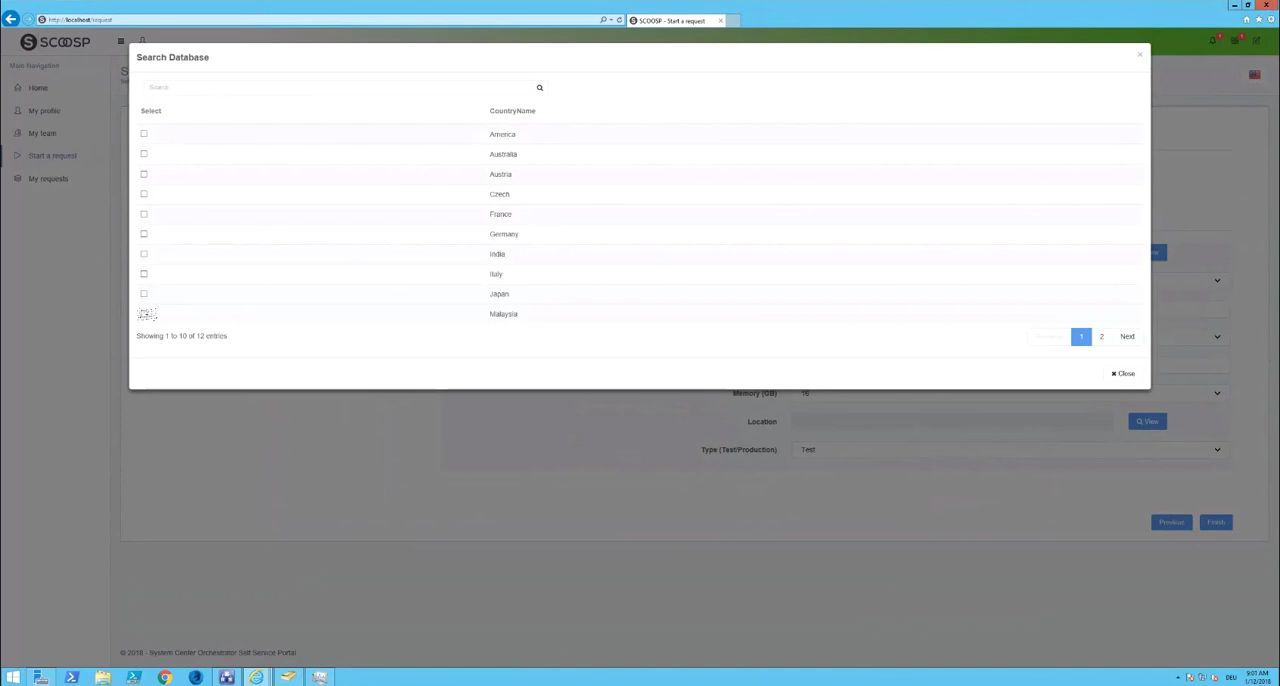 http://localhost/request
SCOOSP - Start a request
SCOOSP
Main Navigation
Home
My profile
My team
Start a request
My requests
Search Database
Search
Select
CountryName
America
Australia
Austria
Czech
France
Germany
India
Italy
Japan
Malaysia
Showing 1 to 10 of 12 entries
Previous 1 2 Next
Close
Memory (GB) 16
Location View
Type (Test/Production) Test
Previous Finish
© 2018 - System Center Orchestrator Self Service Portal
DEU
9:01 AM
1/12/2018